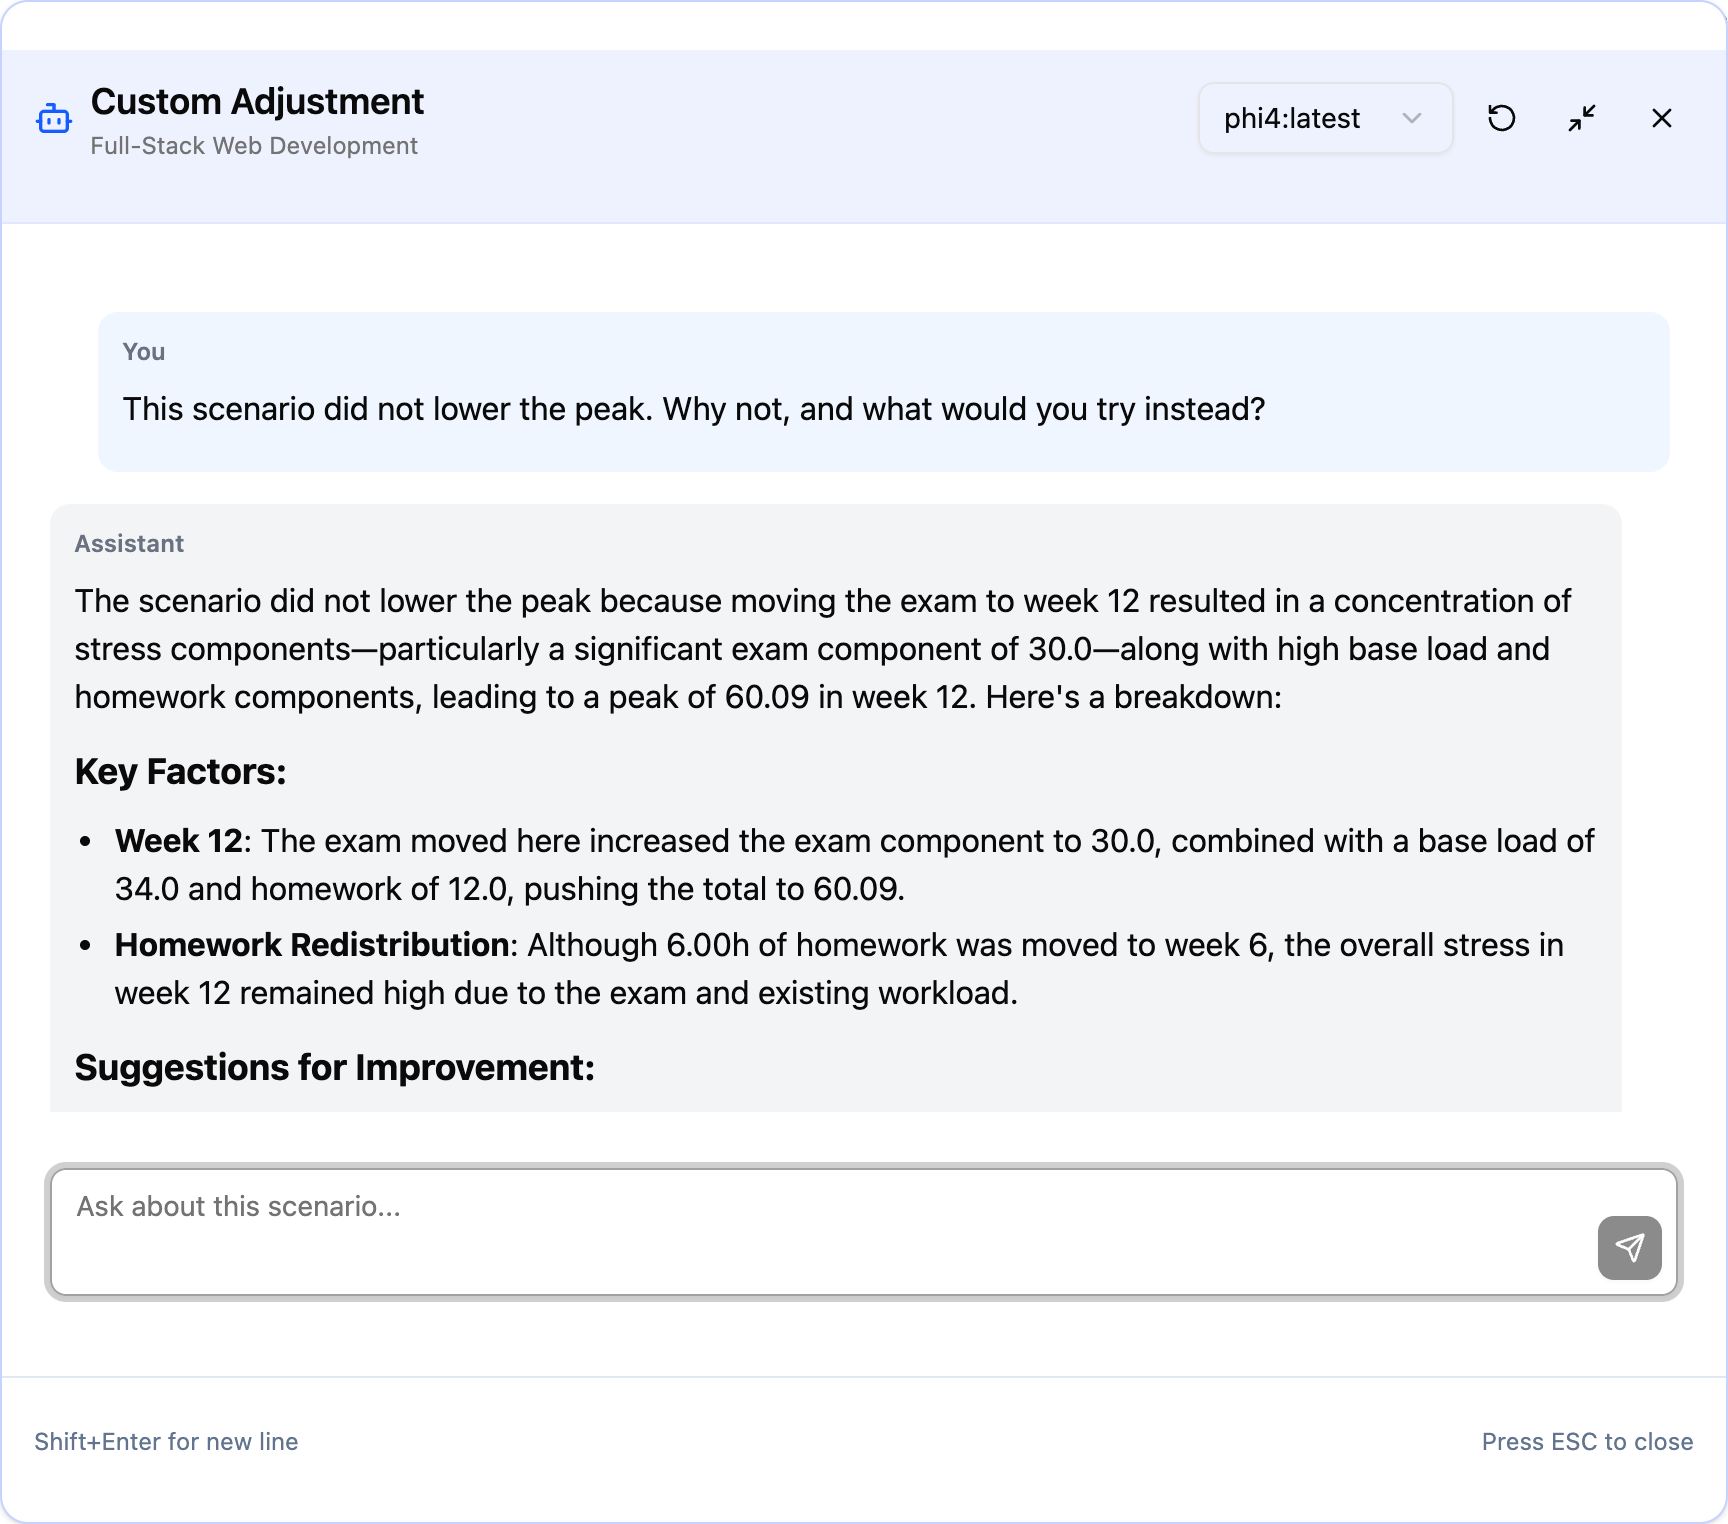 Custom Adjustment
Full-Stack Web Development
phi4:latest
You
This scenario did not lower the peak. Why not, and what would you try instead?
Assistant
The scenario did not lower the peak because moving the exam to week 12 resulted in a concentration of
stress components—particularly a significant exam component of 30.0—along with high base load and
homework components, leading to a peak of 60.09 in week 12. Here's a breakdown:
Key Factors:
• Week 12: The exam moved here increased the exam component to 30.0, combined with a base load of
34.0 and homework of 12.0, pushing the total to 60.09.
• Homework Redistribution: Although 6.00h of homework was moved to week 6, the overall stress in
week 12 remained high due to the exam and existing workload.
Suggestions for Improvement:
Ask about this scenario...
Shift+Enter for new line
Press ESC to close